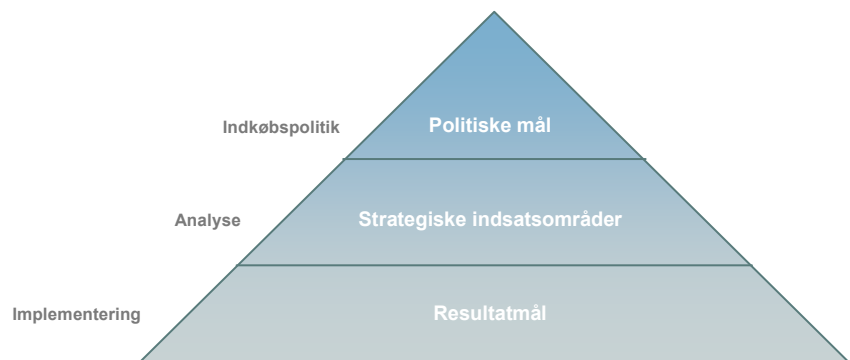 Indkøbspolitik
Politiske mål
Analyse
Strategiske indsatsområder
Implementering
Resultatmål